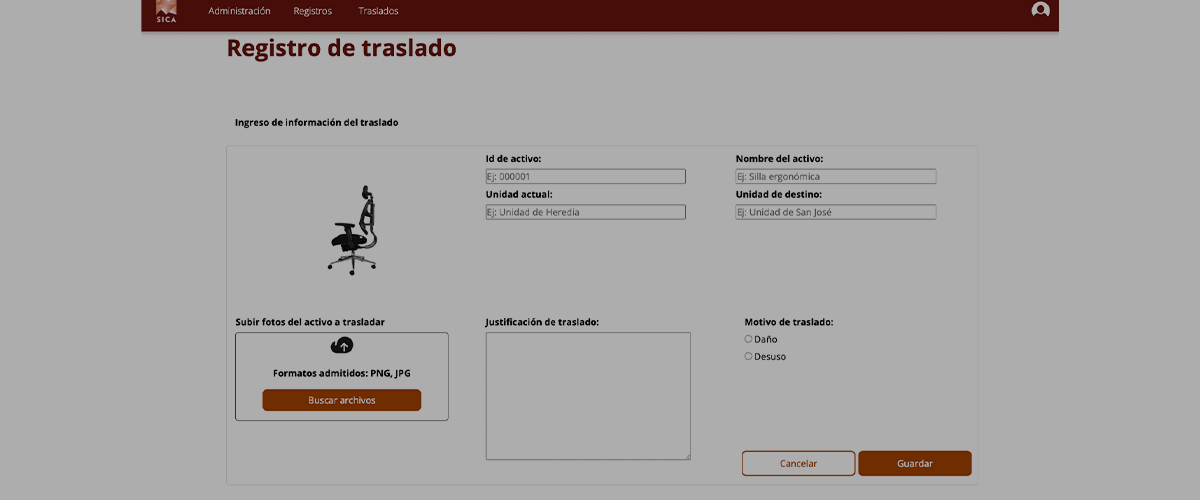 SICA
Administración Registros Traslados
Registro de traslado
Ingreso de información del traslado
Id de activo:
Ej: 000001
Nombre del activo:
Ej: Silla ergonómica
Unidad actual:
Ej: Unidad de Heredia
Unidad de destino:
Ej: Unidad de San José
Subir fotos del activo a trasladar
Formatos admitidos: PNG, JPG
Buscar archivos
Justificación de traslado:
Motivo de traslado:
Daño
Desuso
Cancelar
Guardar